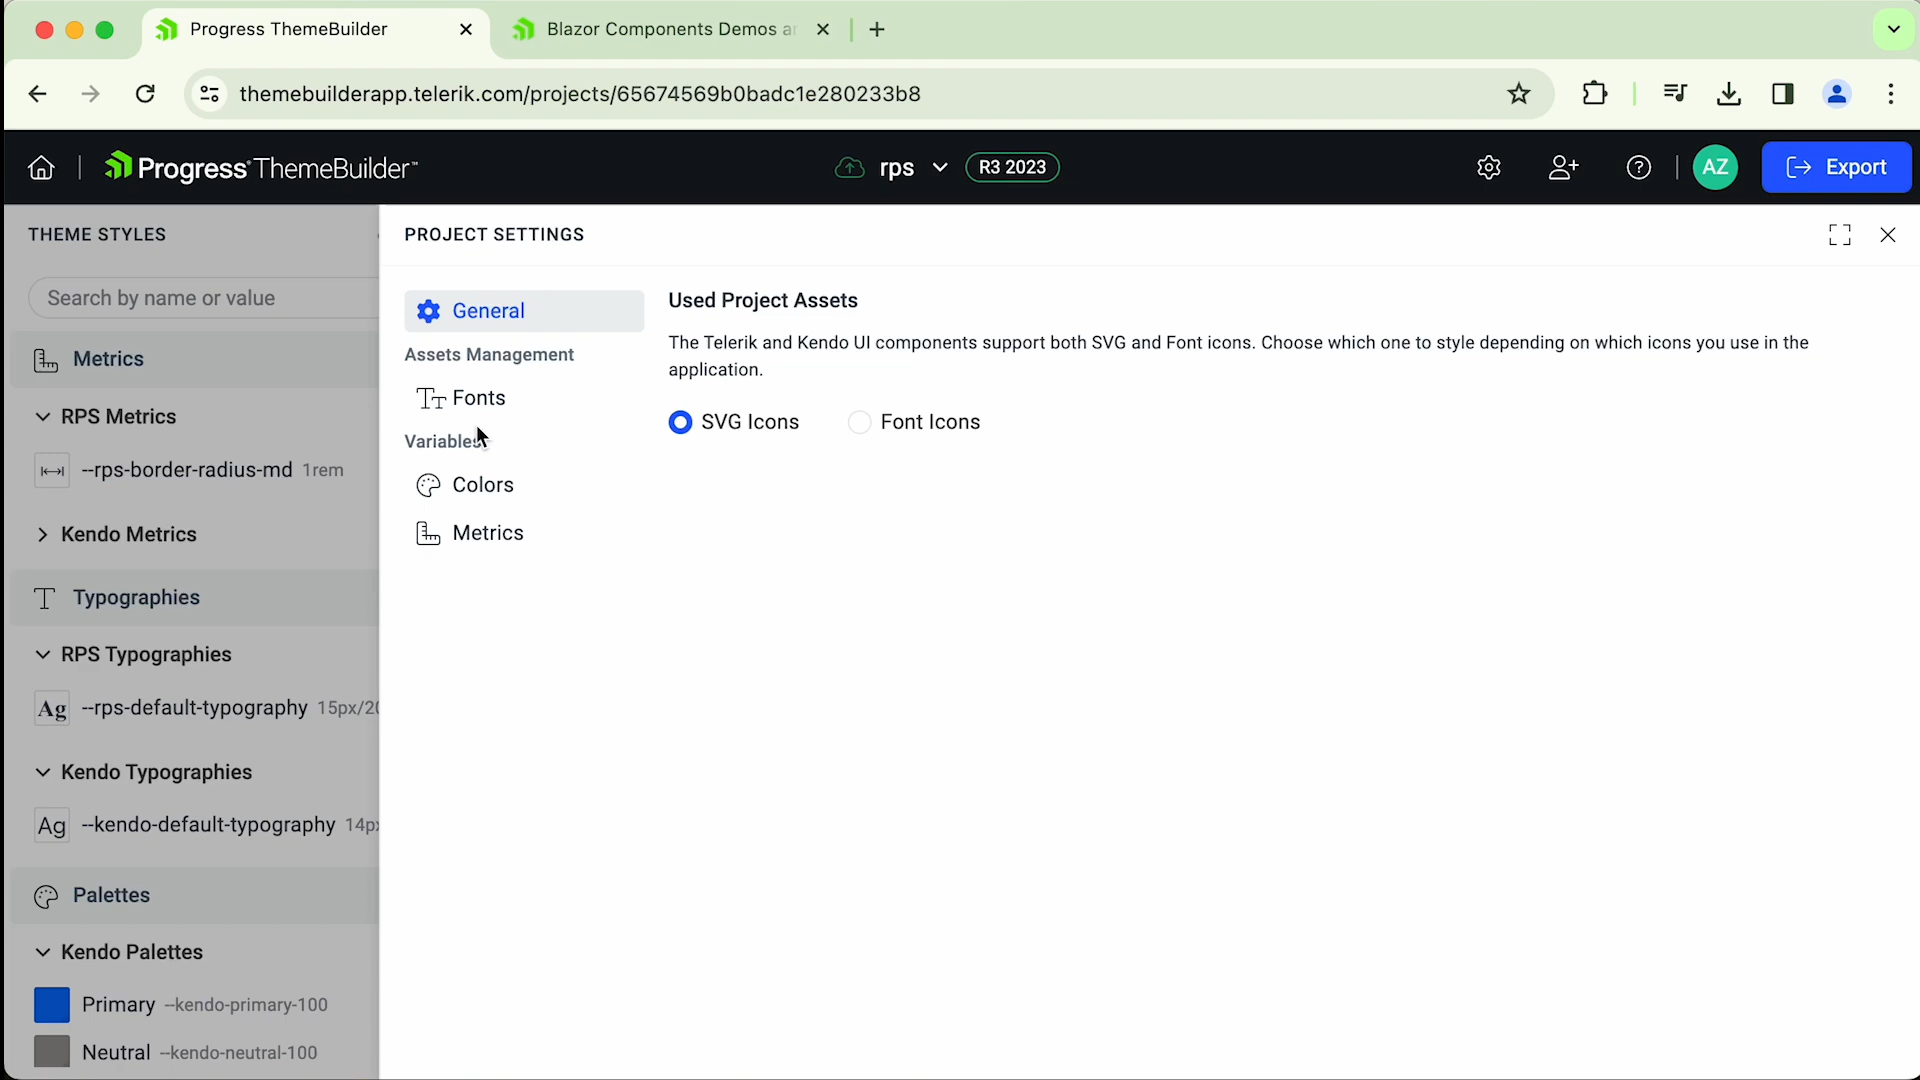 Progress ThemeBuilder
Blazor Components Demos a
themebuilderapp.telerik.com/projects/65674569b0badc1e280233b8
Progress ThemeBuilder™
rps
R3 2023
AZ
Export
THEME STYLES
PROJECT SETTINGS
Search by name or value
General
Used Project Assets
The Telerik and Kendo UI components support both SVG and Font icons. Choose which one to style depending on which icons you use in the
application.
Assets Management
Metrics
Fonts
SVG Icons
Font Icons
RPS Metrics
Variables
--rps-border-radius-md 1rem
Colors
Kendo Metrics
Metrics
Typographies
RPS Typographies
Ag --rps-default-typography 15px/20
Kendo Typographies
Ag --kendo-default-typography 14px
Palettes
Kendo Palettes
Primary --kendo-primary-100
Neutral --kendo-neutral-100